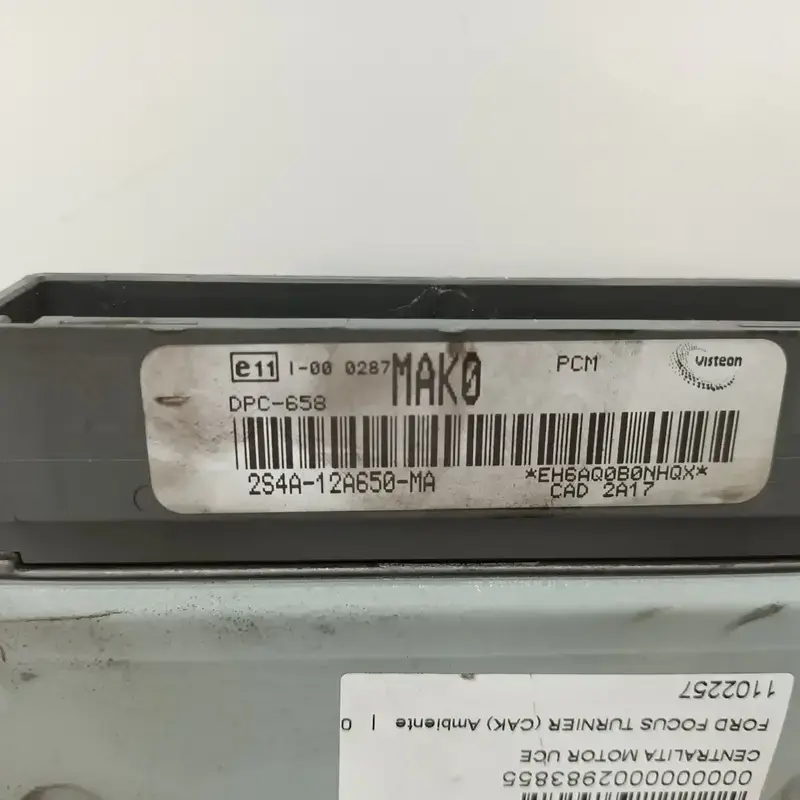 e11 I-00 0287 MAK0 PCM Visteon
DPC-658
2S4A-12A650-MA *EH6AQ0B0NHQX*
CAD 2A17
0000000002983855
CENTRALITA MOTOR UCE
FORD FOCUS TURNIER (CAK) Ambiente | 0
1102257